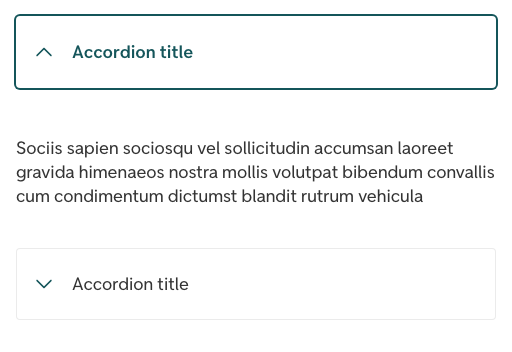 Accordion title
Sociis sapien sociosqu vel sollicitudin accumsan laoreet
gravida himenaeos nostra mollis volutpat bibendum convallis
cum condimentum dictumst blandit rutrum vehicula
Accordion title